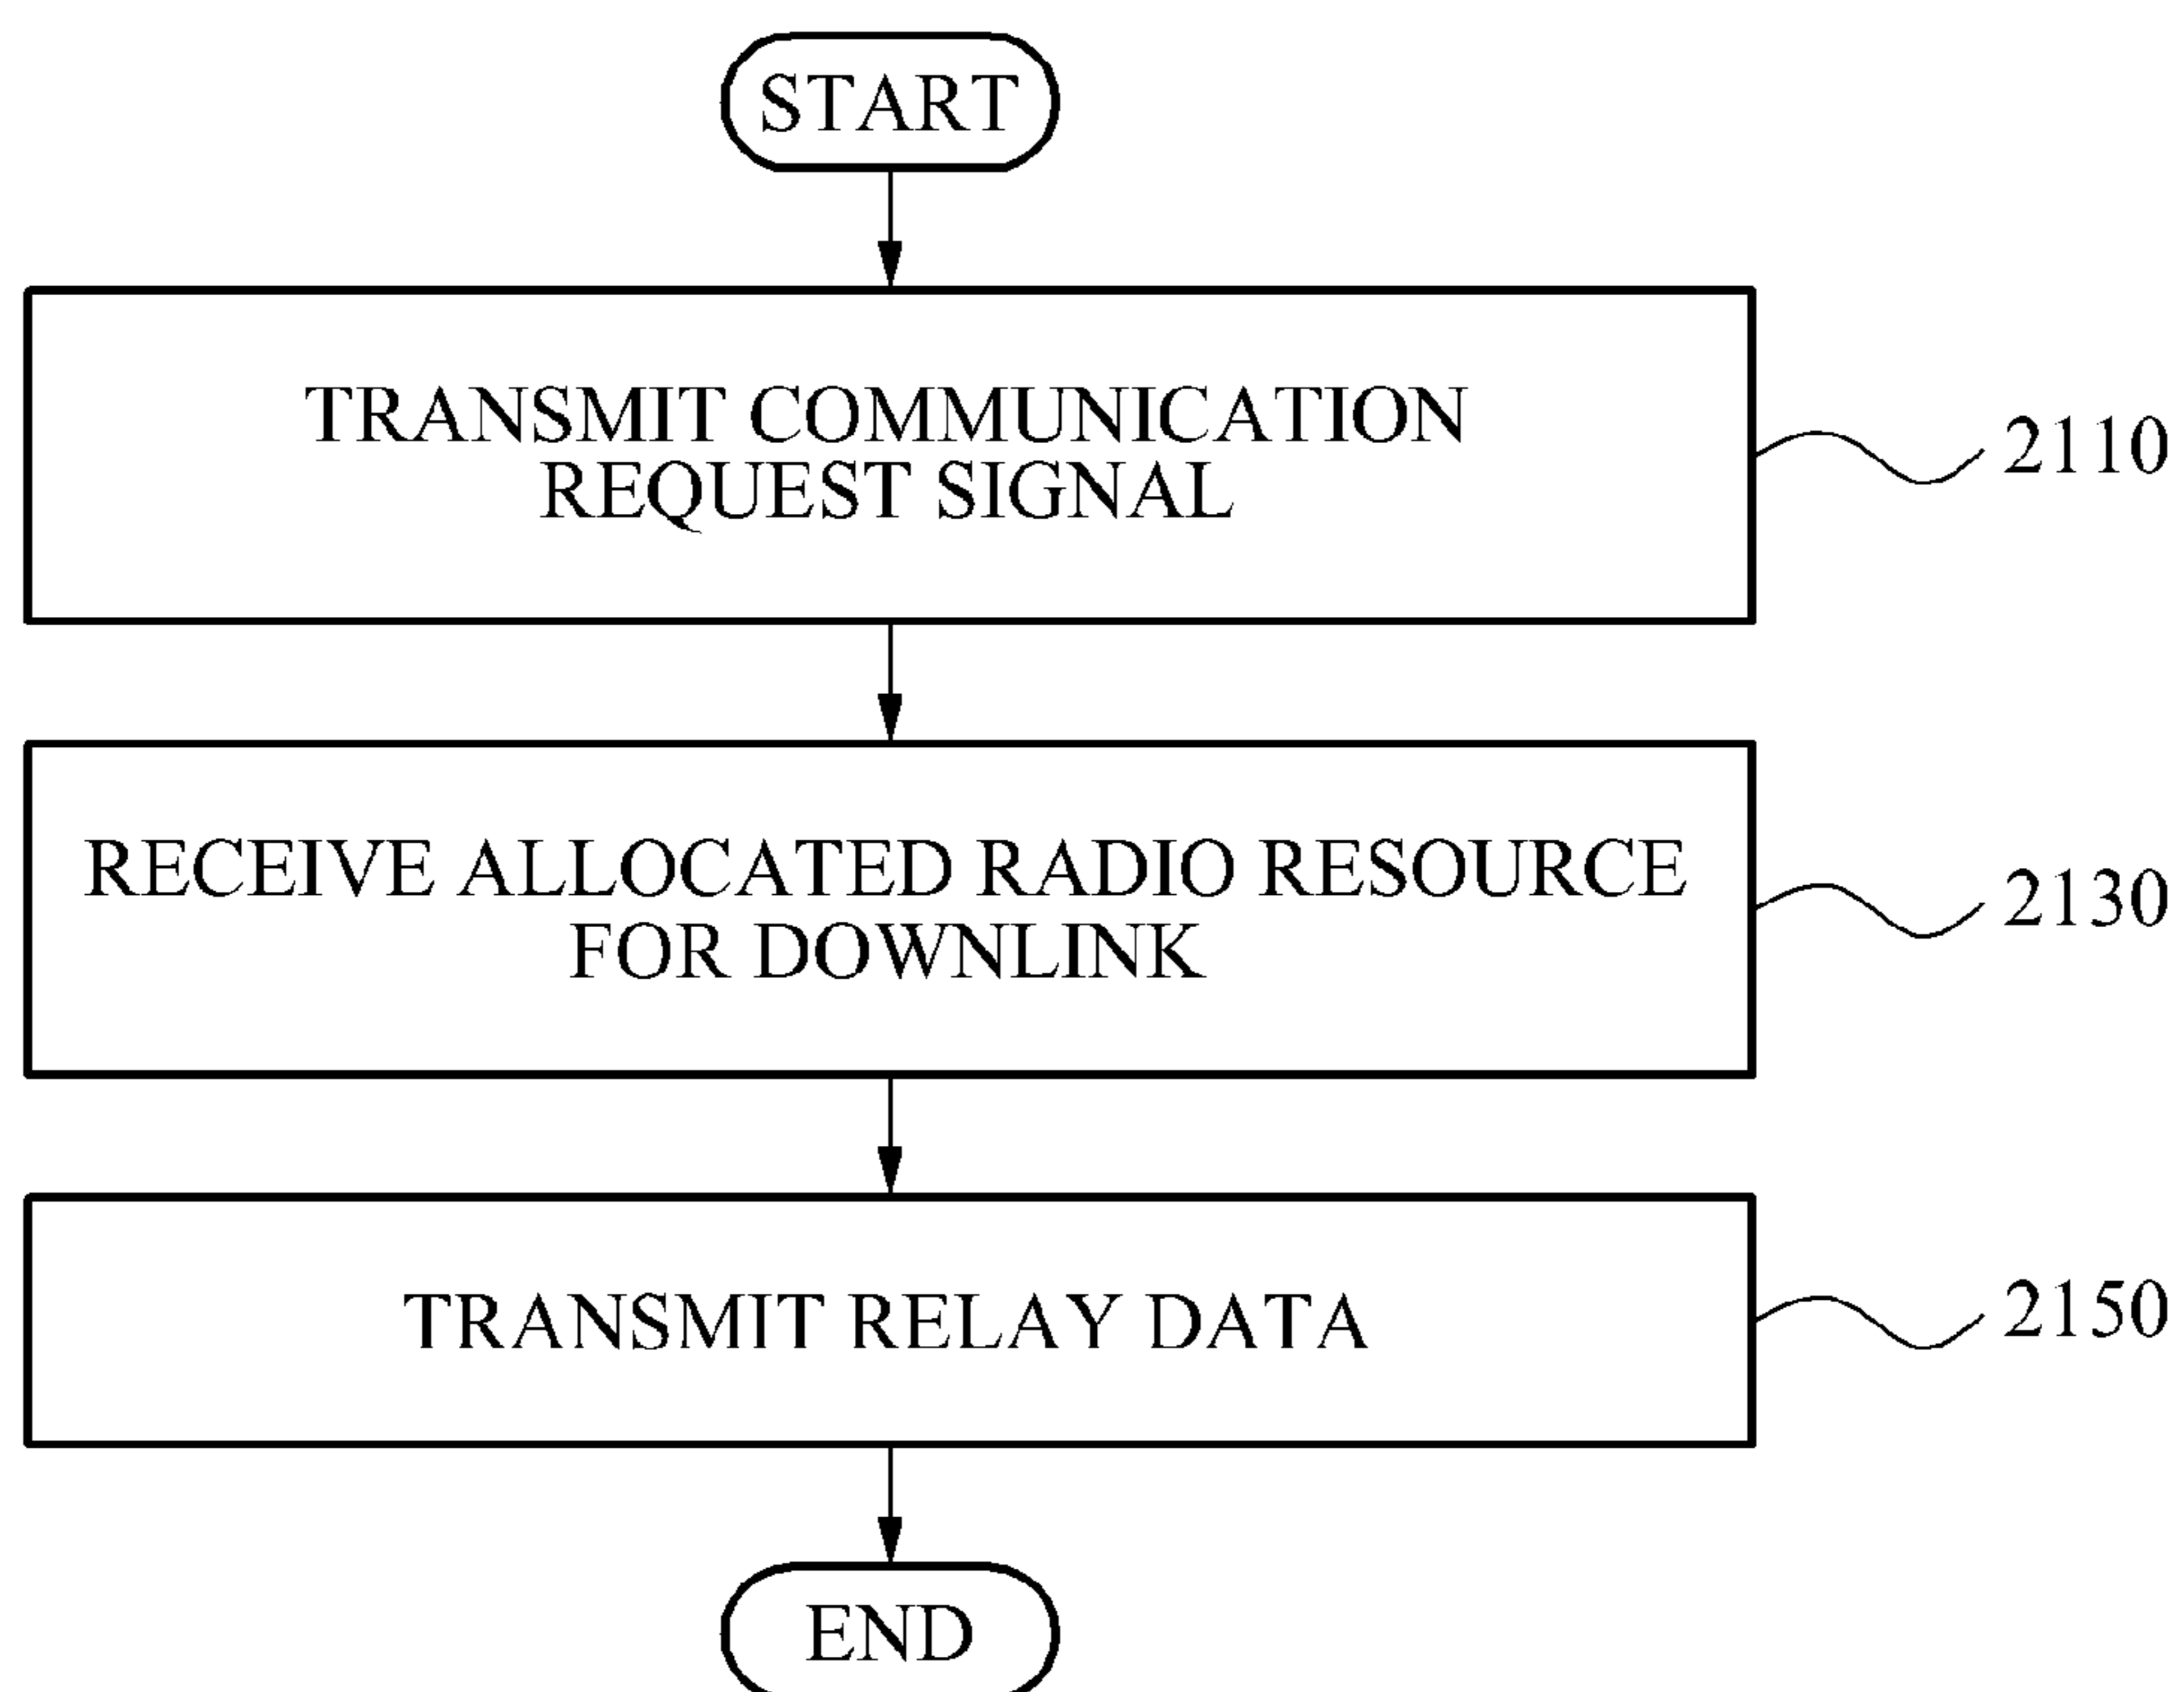 START
TRANSMIT COMMUNICATION
REQUEST SIGNAL
2110
RECEIVE ALLOCATED RADIO RESOURCE
FOR DOWNLINK
2130
TRANSMIT RELAY DATA
2150
END